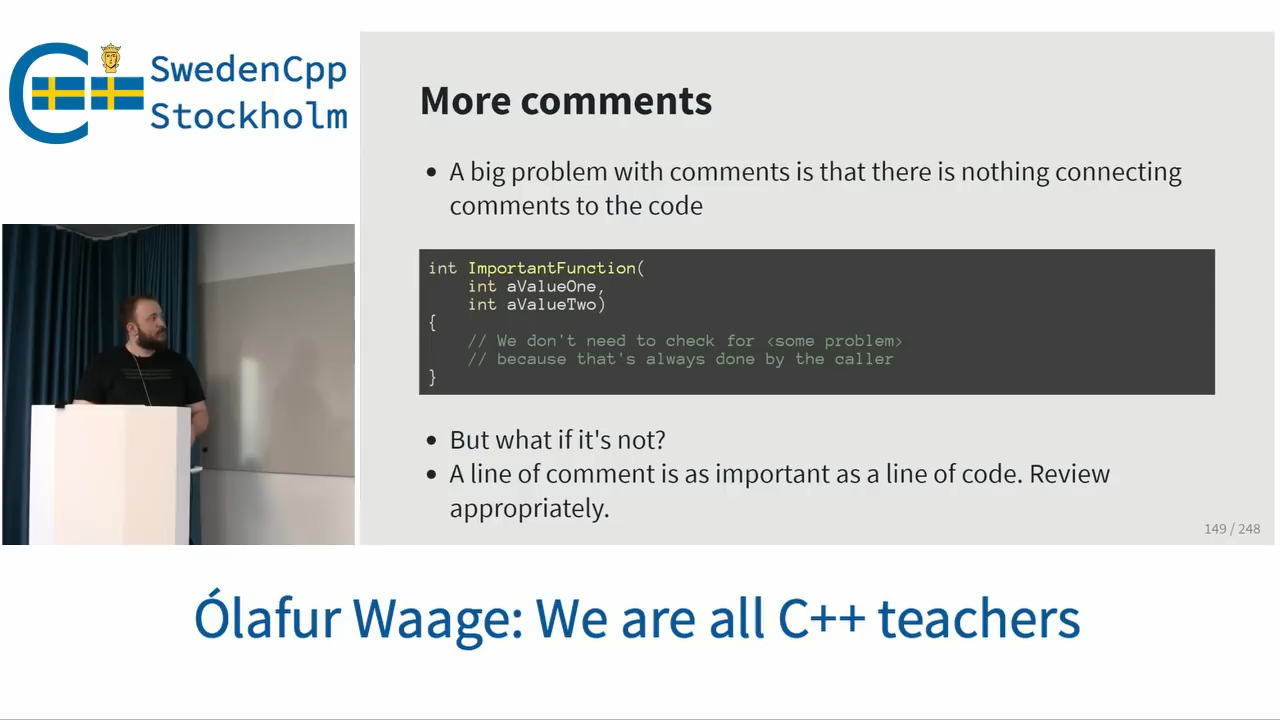 SwedenCpp
Stockholm
More comments
• A big problem with comments is that there is nothing connecting
comments to the code
int ImportantFunction(
    int aValueOne,
    int aValueTwo)
{
    // We don't need to check for <some problem>
    // because that's always done by the caller
}
• But what if it's not?
• A line of comment is as important as a line of code. Review
appropriately.
149 / 248
Ólafur Waage: We are all C++ teachers